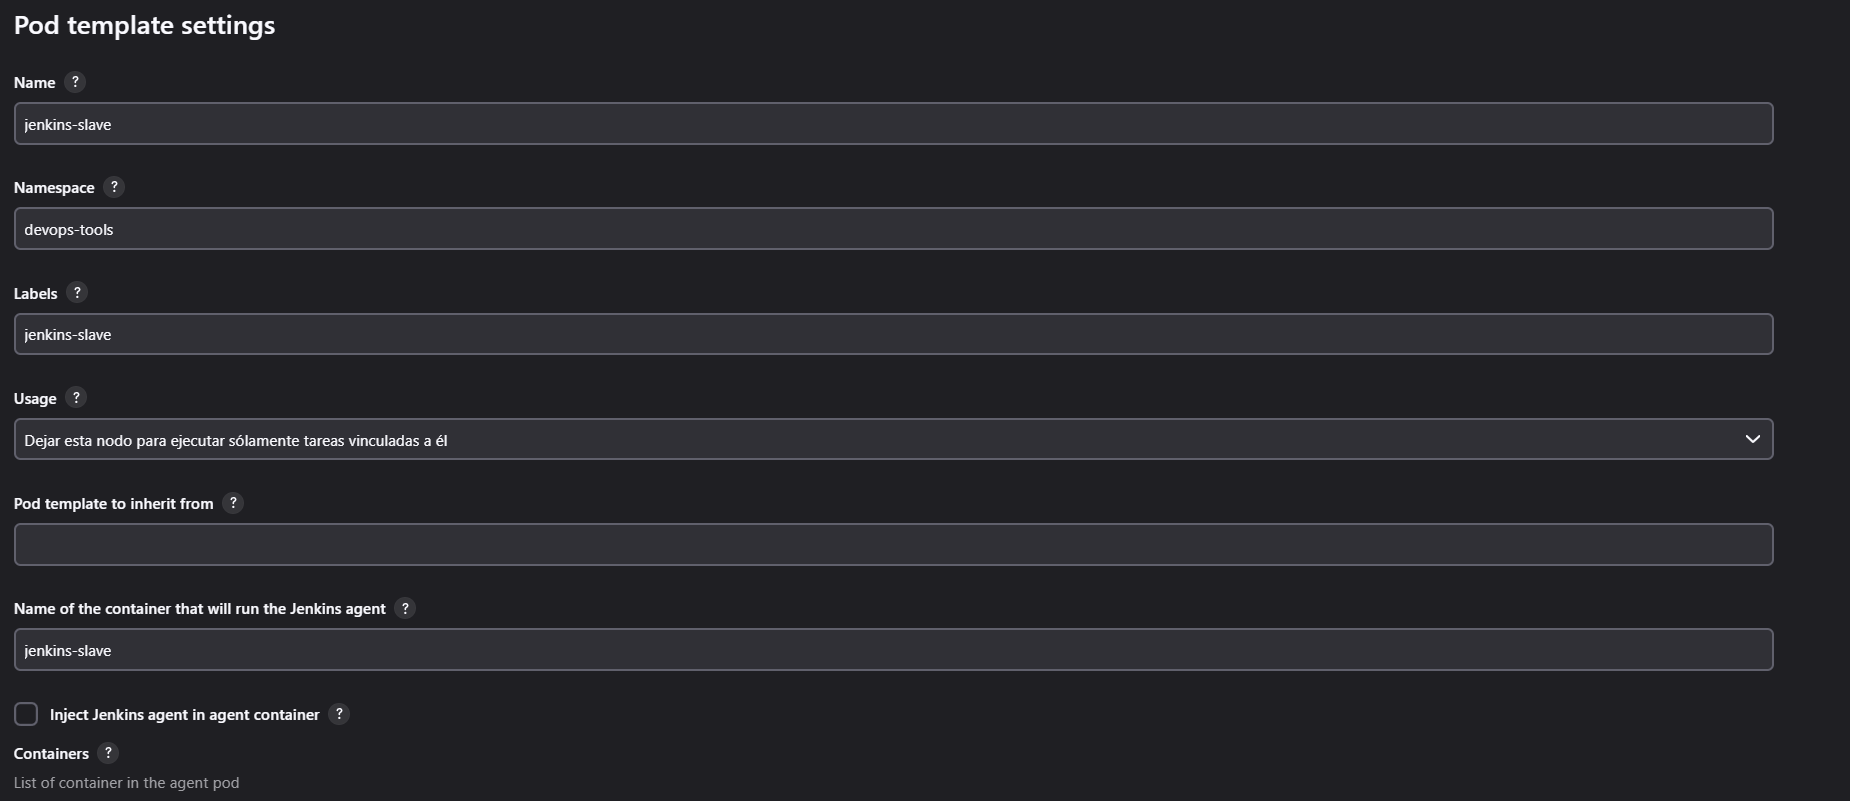 Pod template settings
Name ?
jenkins-slave
Namespace ?
devops-tools
Labels ?
jenkins-slave
Usage ?
Dejar esta nodo para ejecutar sólamente tareas vinculadas a él
Pod template to inherit from ?
Name of the container that will run the Jenkins agent ?
jenkins-slave
Inject Jenkins agent in agent container ?
Containers ?
List of container in the agent pod